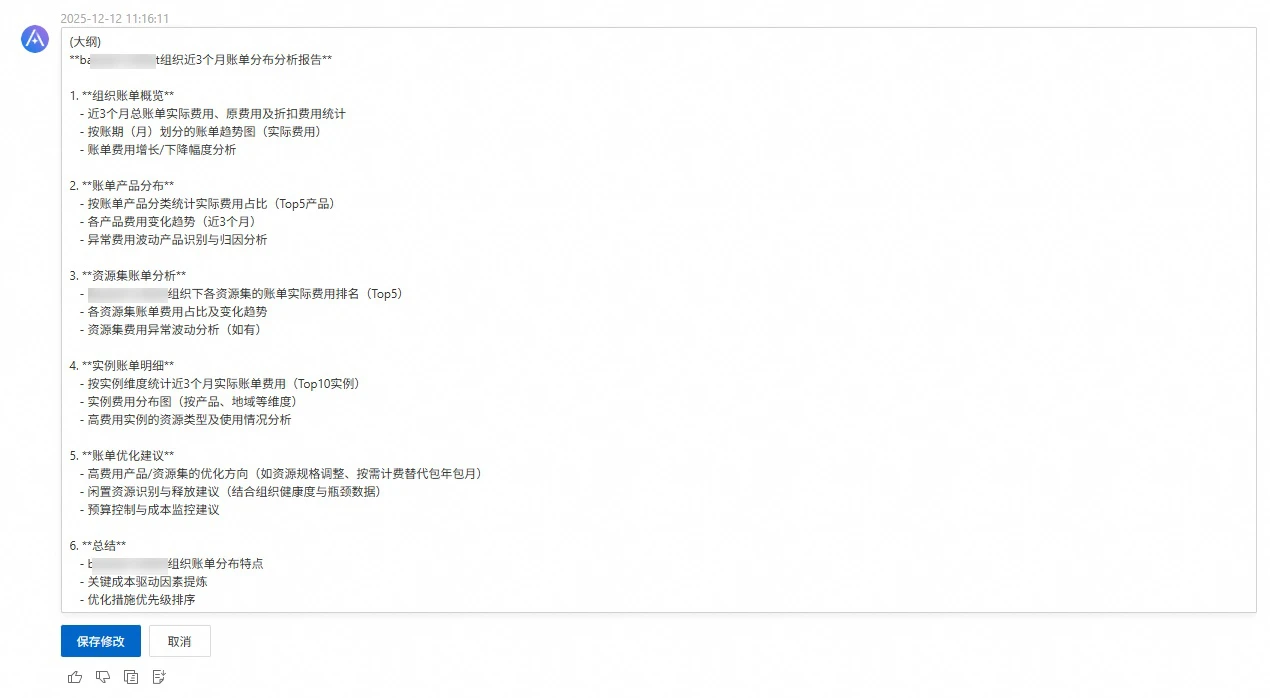 2025-12-12 11:16:11
(大纲)
**ba t组织近3个月账单分布分析报告**
1. **组织账单概览**
- 近3个月总账单实际费用、原费用及折扣费用统计
- 按账期（月）划分的账单趋势图（实际费用）
- 账单费用增长/下降幅度分析
2. **账单产品分布**
- 按账单产品分类统计实际费用占比（Top5产品）
- 各产品费用变化趋势（近3个月）
- 异常费用波动产品识别与归因分析
3. **资源集账单分析**
- 组织下各资源集的账单实际费用排名（Top5）
- 各资源集账单费用占比及变化趋势
- 资源集费用异常波动分析（如有）
4. **实例账单明细**
- 按实例维度统计近3个月实际账单费用（Top10实例）
- 实例费用分布图（按产品、地域等维度）
- 高费用实例的资源类型及使用情况分析
5. **账单优化建议**
- 高费用产品/资源集的优化方向（如资源规格调整、按需计费替代包年包月）
- 闲置资源识别与释放建议（结合组织健康度与瓶颈数据）
- 预算控制与成本监控建议
6. **总结**
- b 组织账单分布特点
- 关键成本驱动因素提炼
- 优化措施优先级排序
保存修改 取消